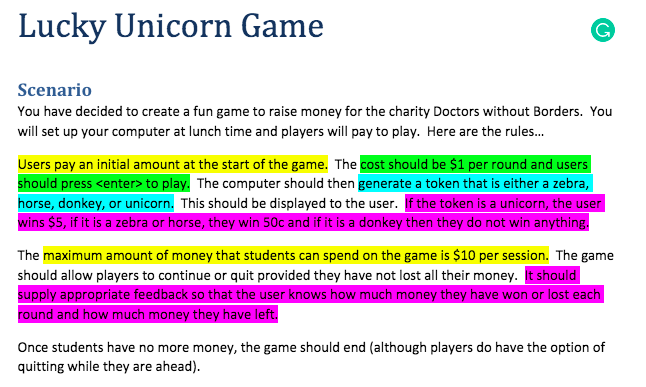 Lucky Unicorn Game
Scenario
You have decided to create a fun game to raise money for the charity Doctors without Borders.  You
will set up your computer at lunch time and players will pay to play.  Here are the rules…
Users pay an initial amount at the start of the game.  The cost should be $1 per round and users
should press <enter> to play.  The computer should then generate a token that is either a zebra,
horse, donkey, or unicorn.  This should be displayed to the user.  If the token is a unicorn, the user
wins $5, if it is a zebra or horse, they win 50c and if it is a donkey then they do not win anything.
The maximum amount of money that students can spend on the game is $10 per session.  The game
should allow players to continue or quit provided they have not lost all their money.  It should
supply appropriate feedback so that the user knows how much money they have won or lost each
round and how much money they have left.
Once students have no more money, the game should end (although players do have the option of
quitting while they are ahead).